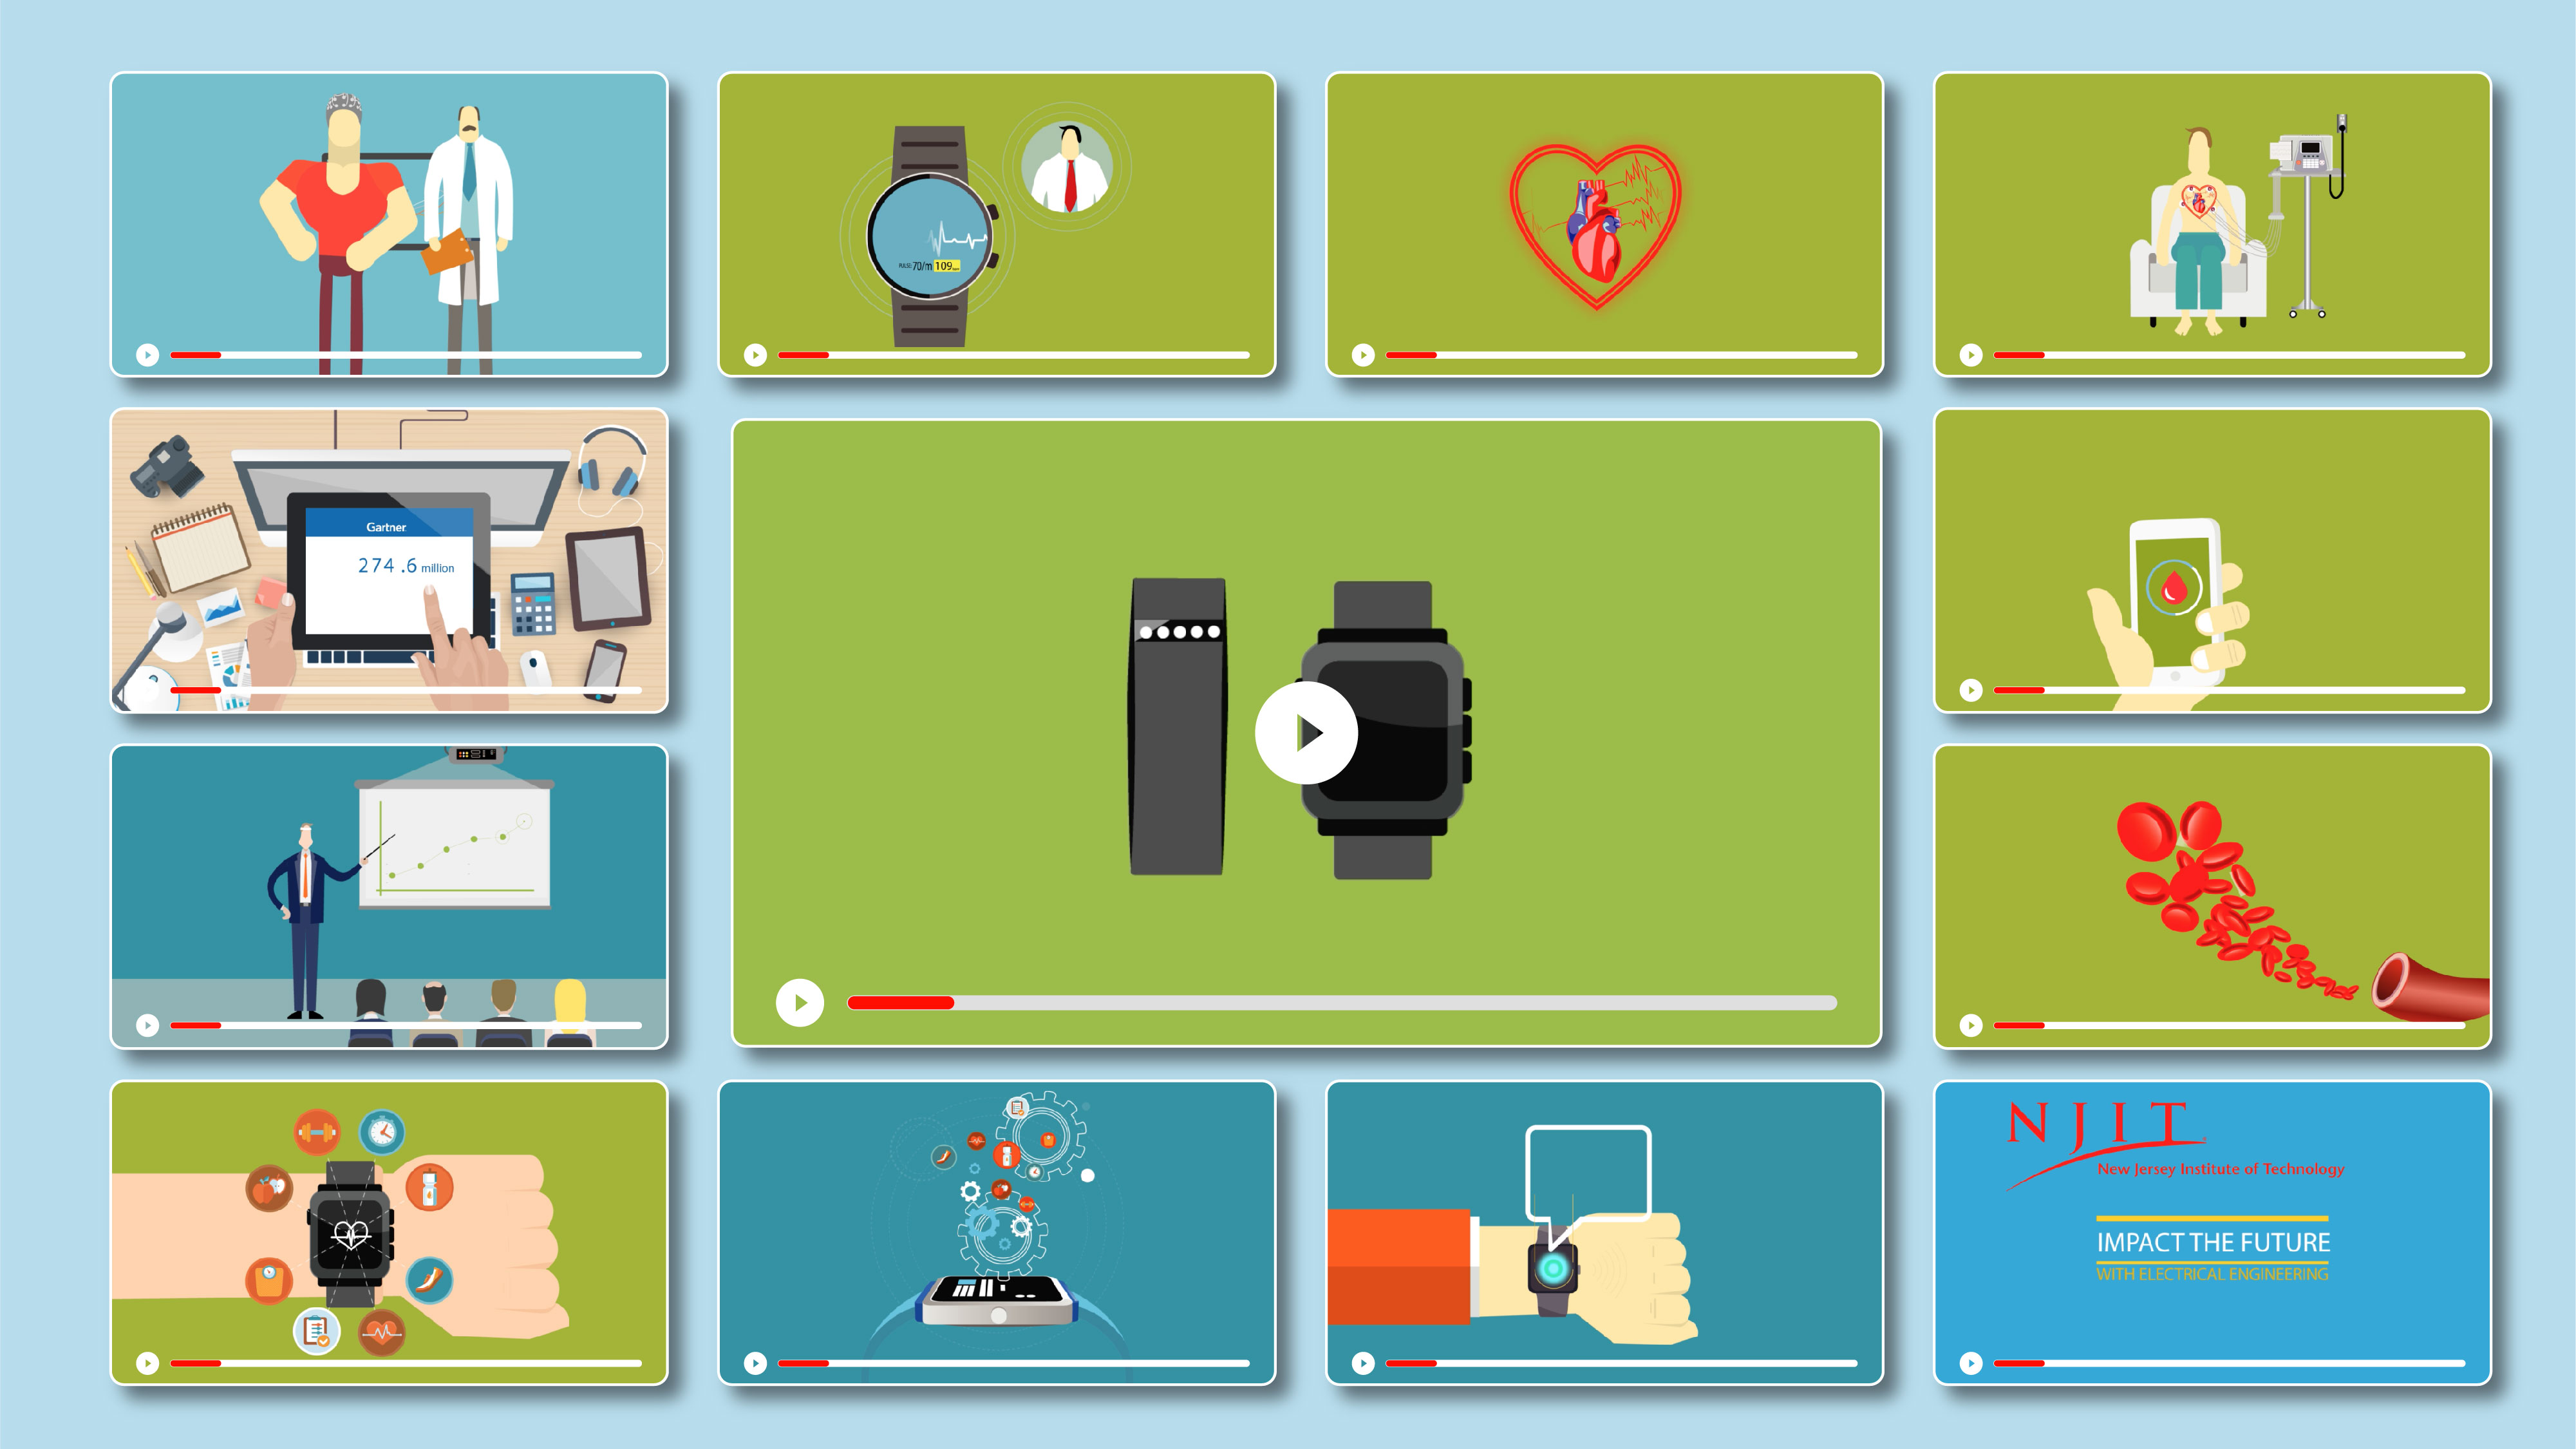 PULSE: 70/m 109
Gartner
274.6 million
NJIT
New Jersey Institute of Technology
IMPACT THE FUTURE
WITH ELECTRICAL ENGINEERING